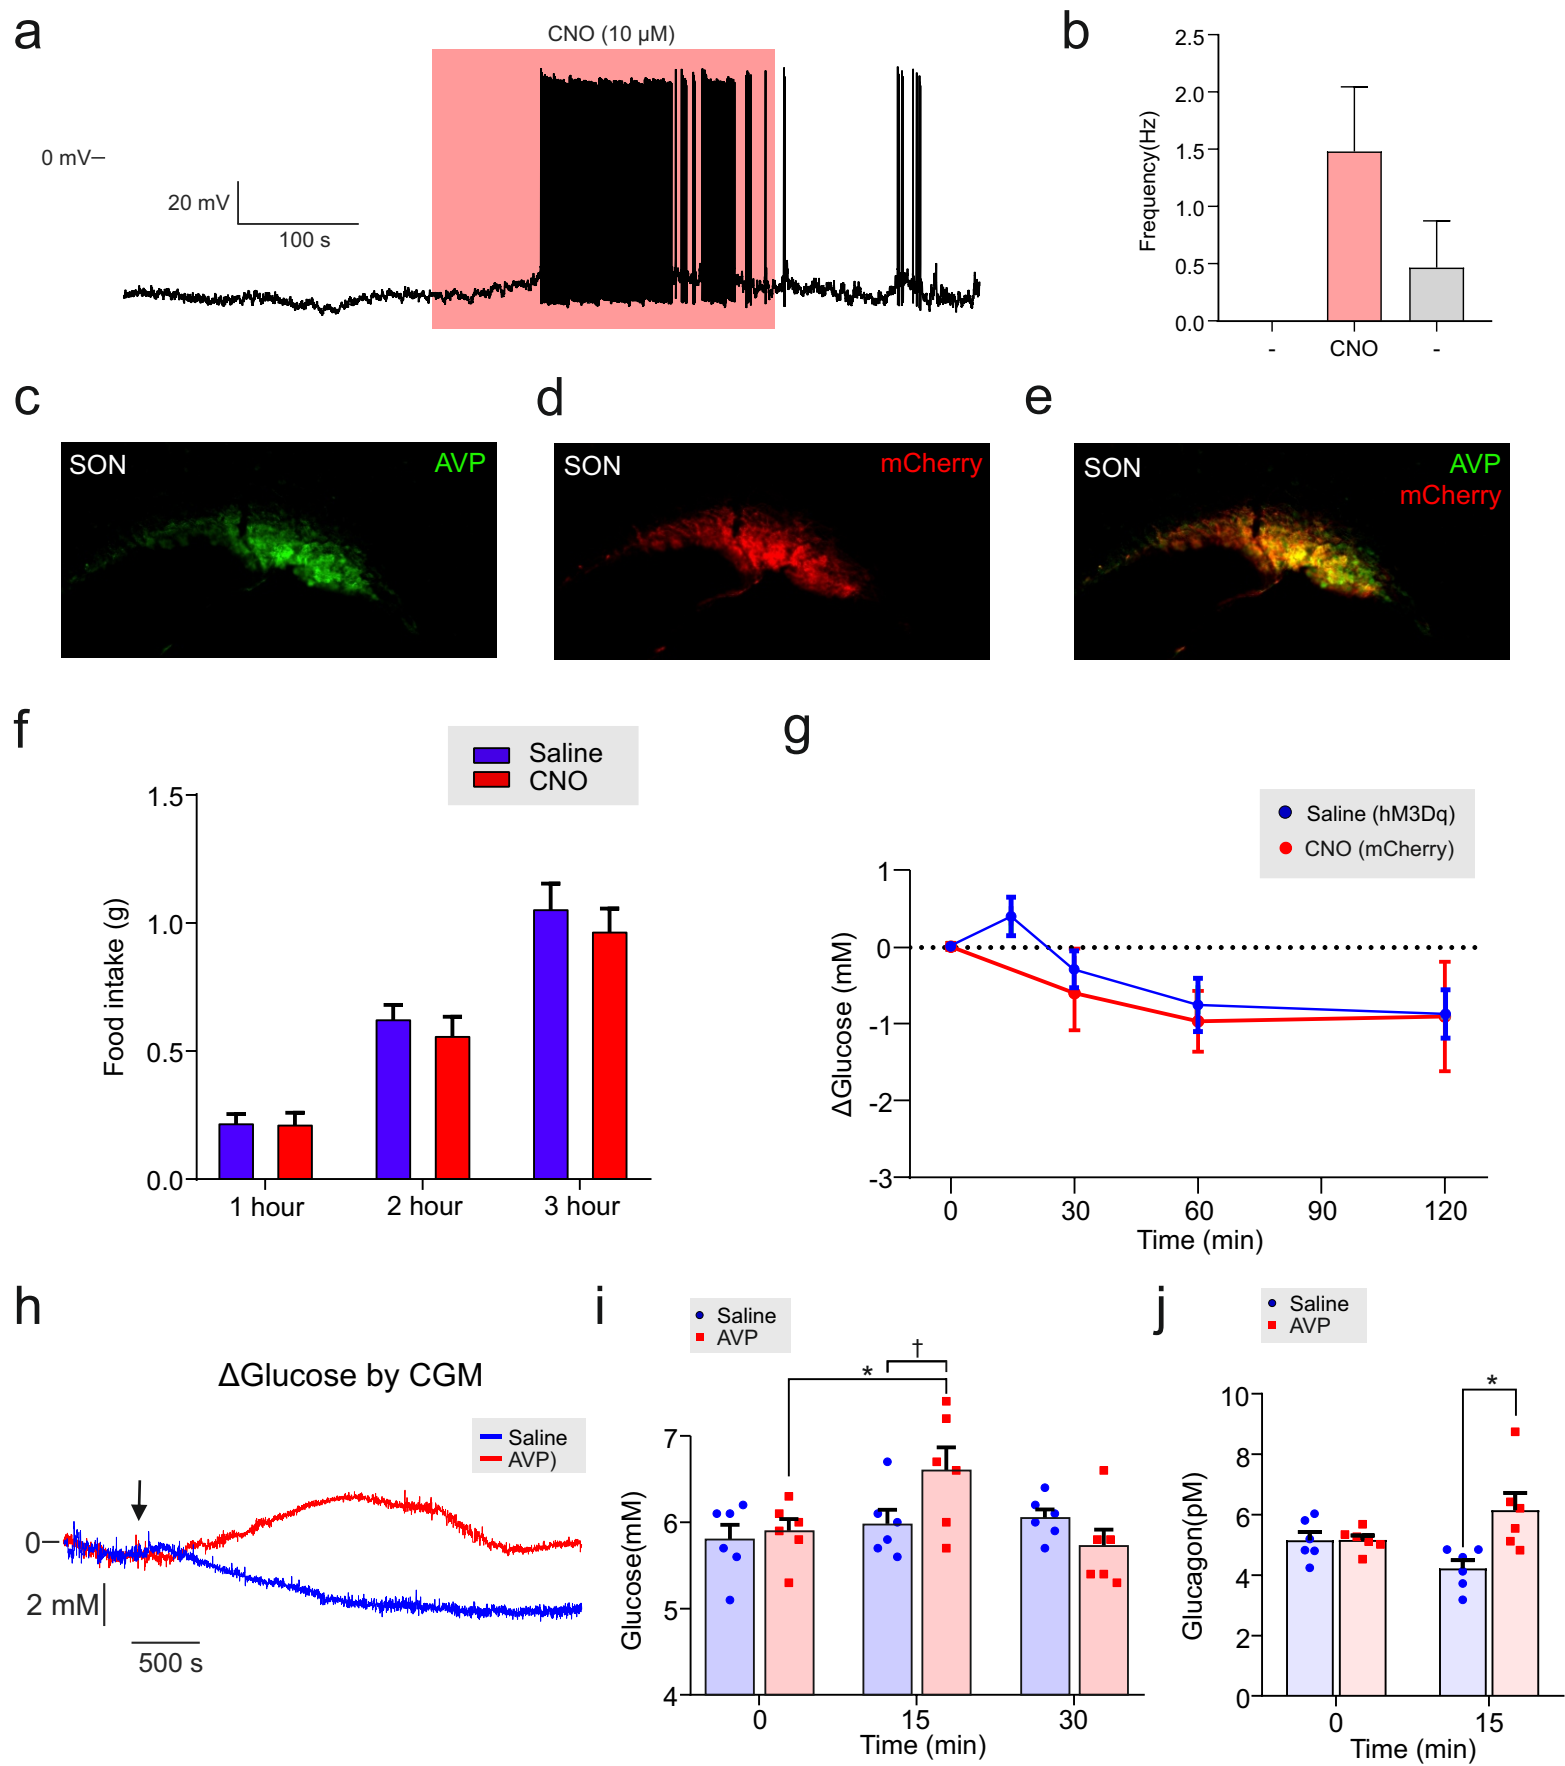 a
CNO (10 µM)
0 mV
20 mV
100 s
b
Frequency(Hz)
2.5
2.0
1.5
1.0
0.5
0.0
-
CNO
-
c
SON
AVP
d
SON
mCherry
e
SON
AVP
mCherry
f
Saline
CNO
Food intake (g)
1.5
1.0
0.5
0.0
1 hour
2 hour
3 hour
g
Saline (hM3Dq)
CNO (mCherry)
ΔGlucose (mM)
1
0
-1
-2
-3
0
30
60
90
120
Time (min)
h
ΔGlucose by CGM
Saline
AVP)
0
2 mM
500 s
i
Saline
AVP
*
†
Glucose(mM)
7
6
5
4
0
15
30
Time (min)
j
Saline
AVP
*
Glucagon(pM)
10
8
6
4
2
0
0
15
Time (min)